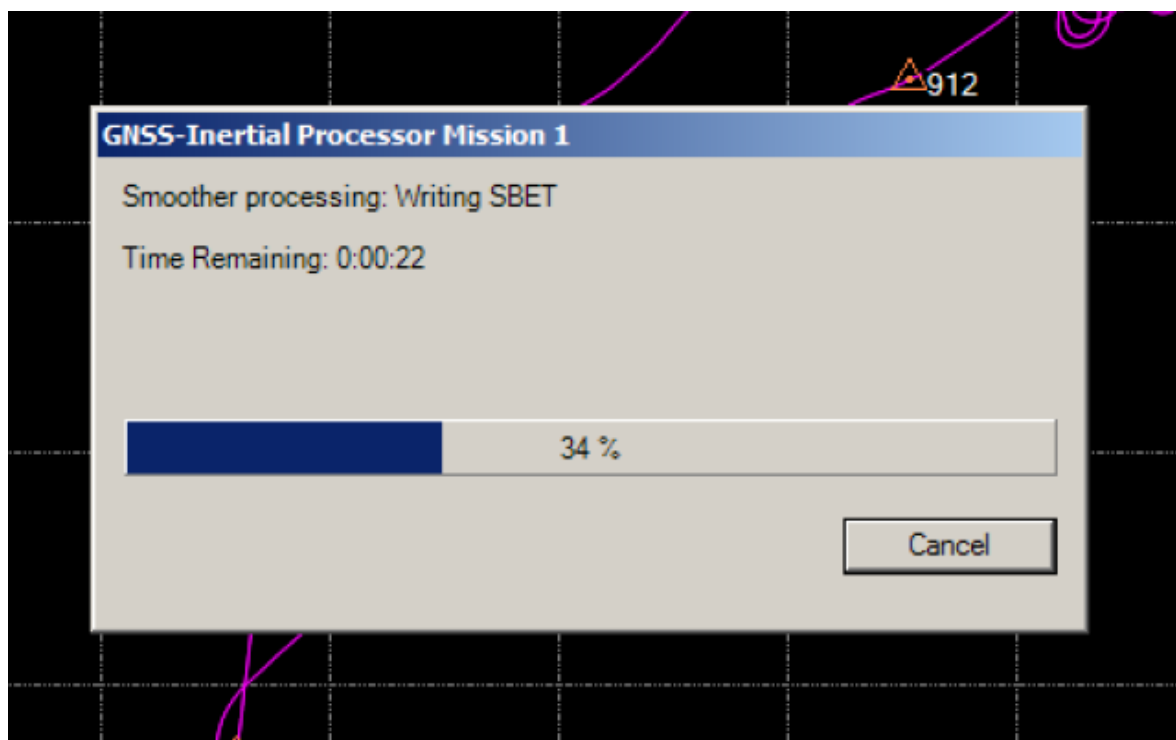 912
GNSS-Inertial Processor Mission 1
Smoother processing: Writing SBET
Time Remaining: 0:00:22
34 %
Cancel